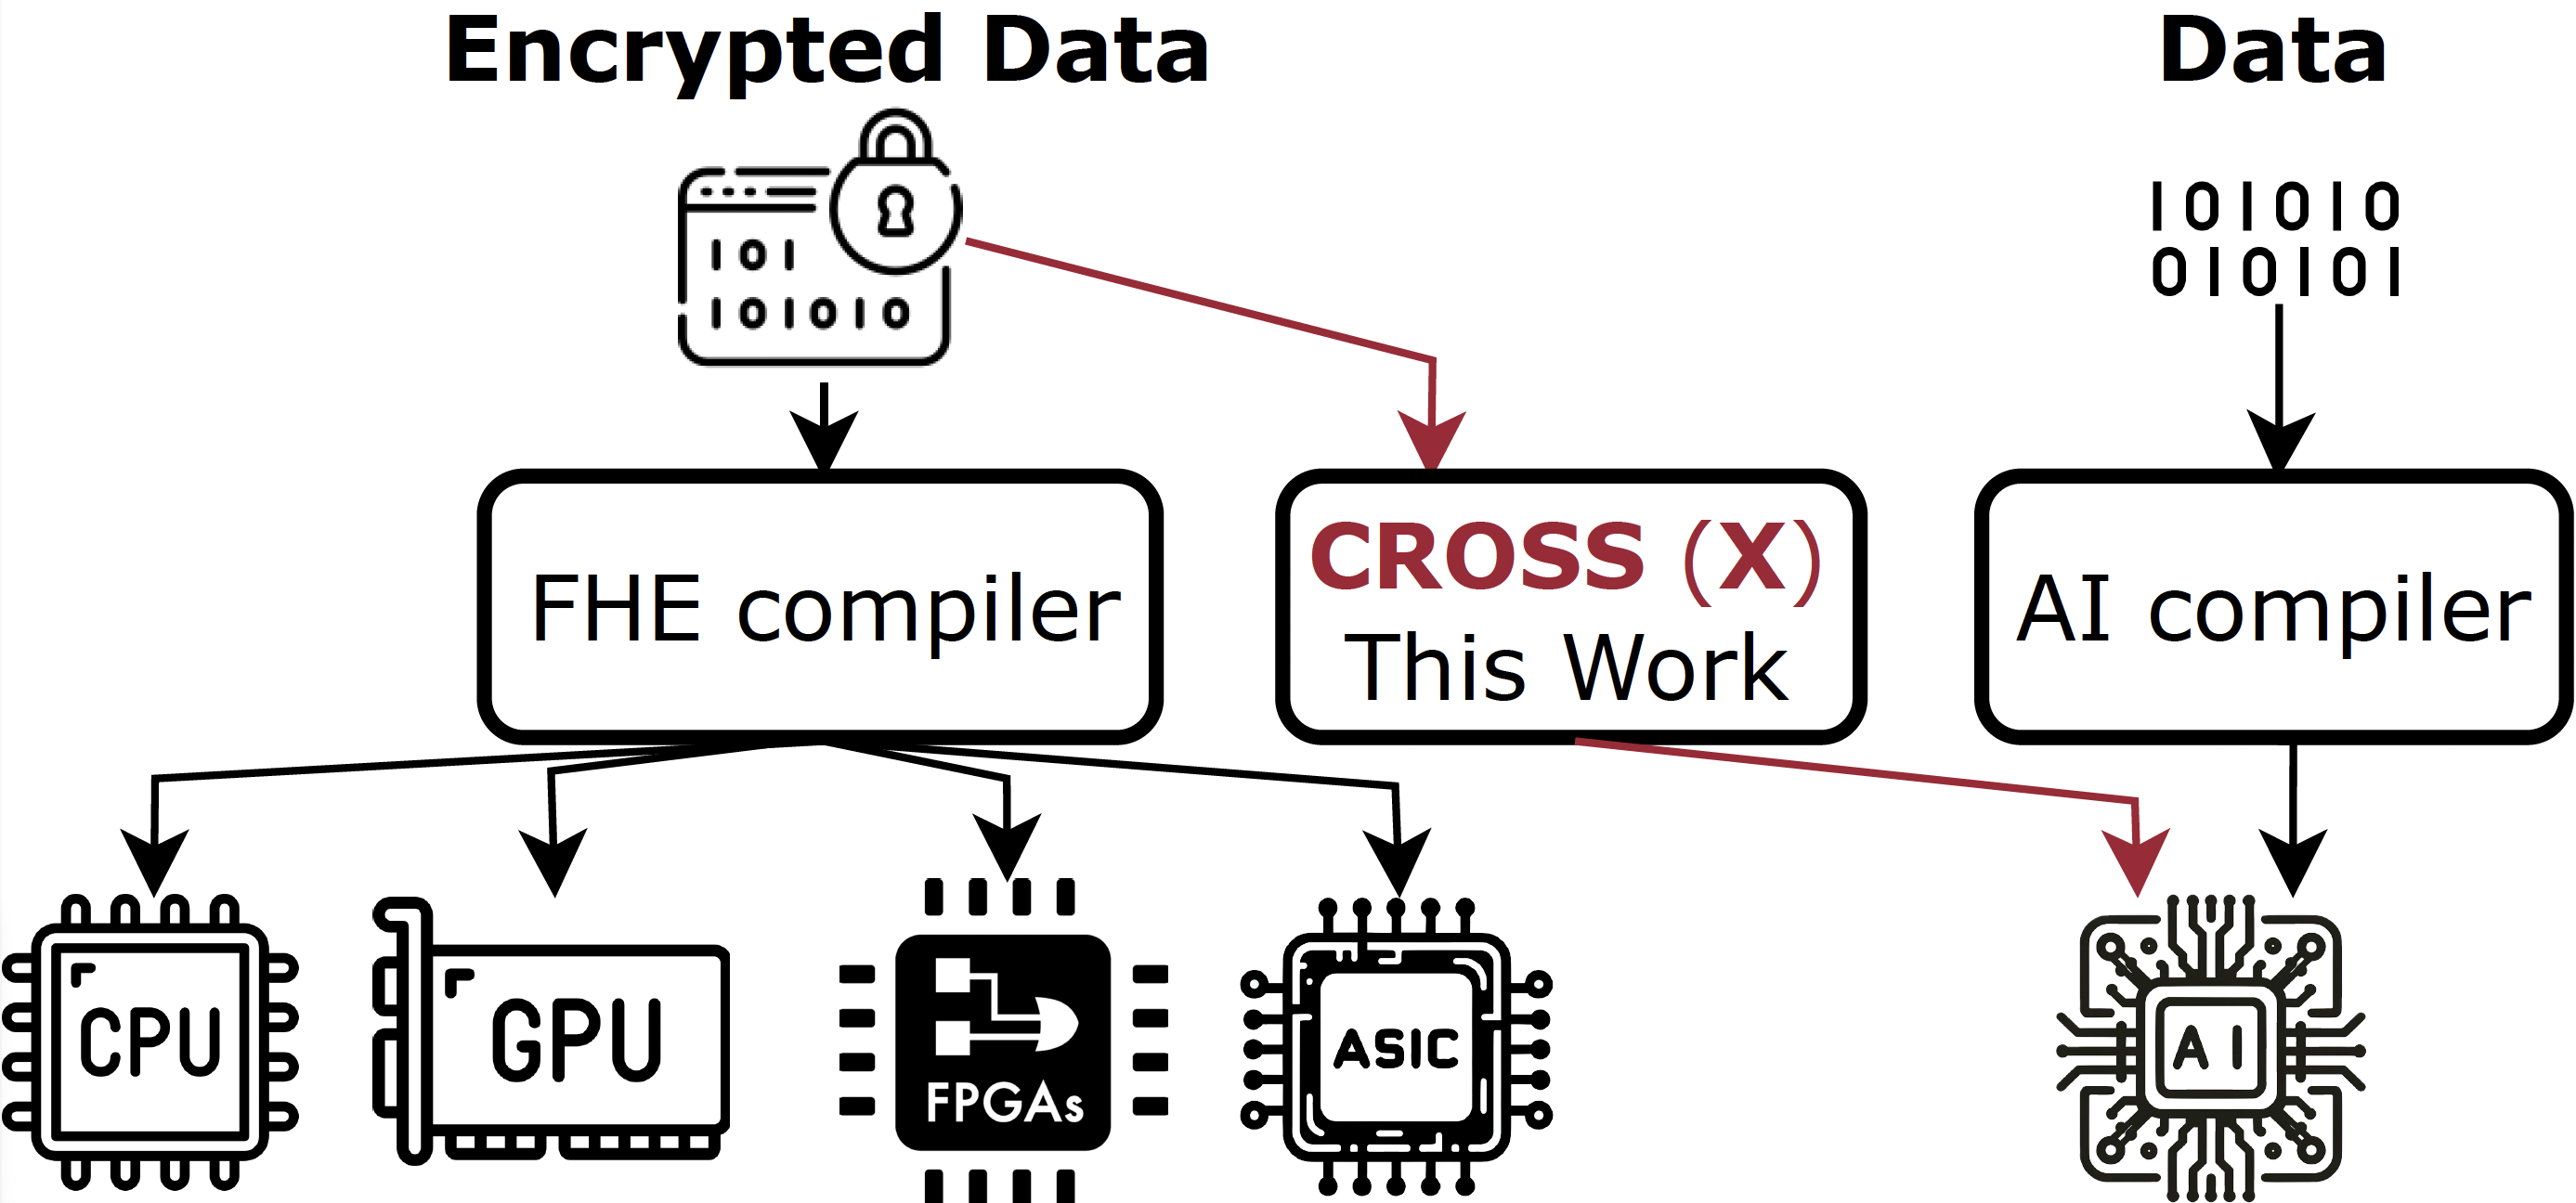 Encrypted Data
Data
101
101010
101010
010101
FHE compiler
CROSS (X)
This Work
AI compiler
CPU
GPU
FPGAs
ASIC
AI